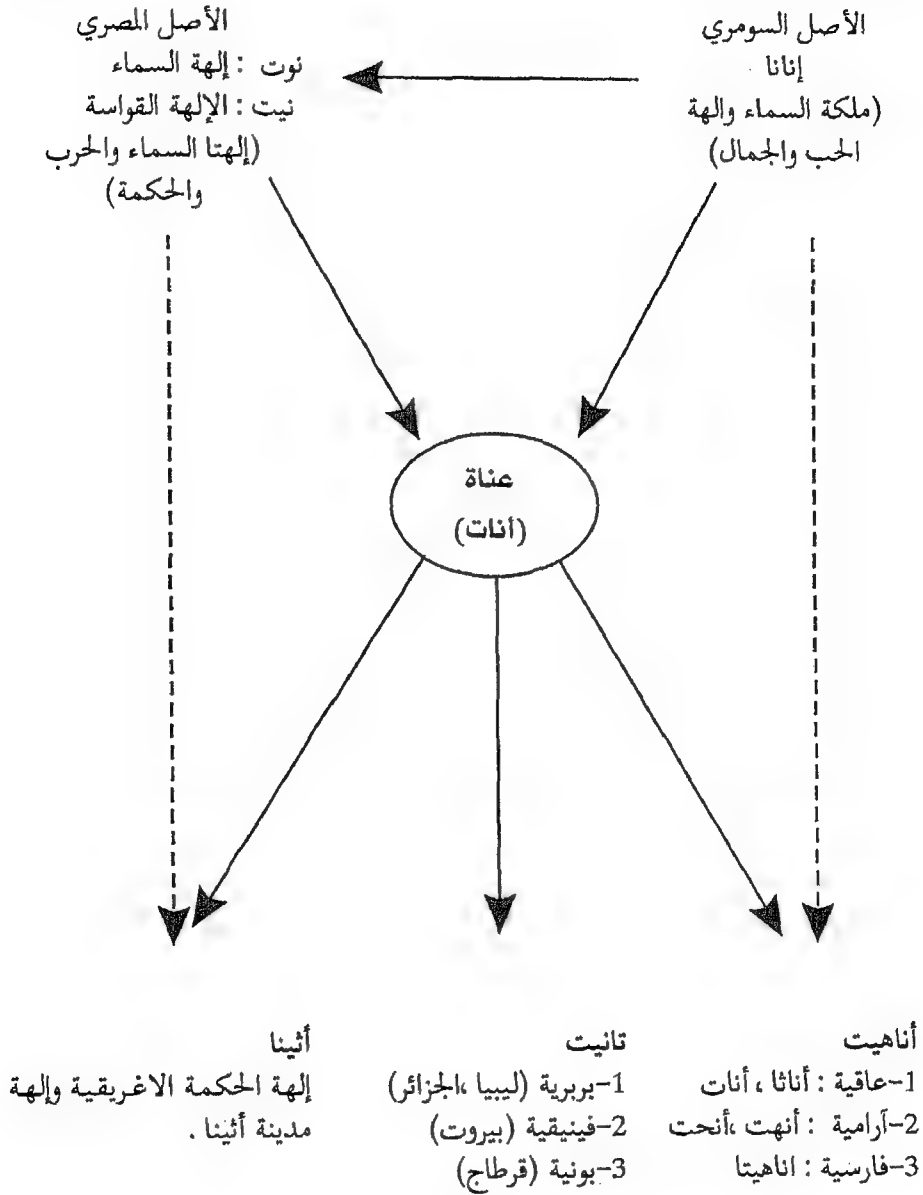 الأصل السومري
إنانا
(ملكة السماء والهة
الحب والجمال)
الأصل المصري
نوت : إلهة السماء
نيت : الإلهة القواسة
(إلهتا السماء والحرب
والحكمة)
عناة
(أنات)
أناهيت
1-عاقية : أناثا ، أنات
2-آرامية : أنهت ،أنحت
3-فارسية : اناهيتا
تانيت
1-بربرية (ليبيا ،الجزائر)
2-فينيقية (بيروت)
3-بونية (قرطاج)
أثينا
إلهة الحكمة الاغريقية وإلهة
مدينة أثينا .